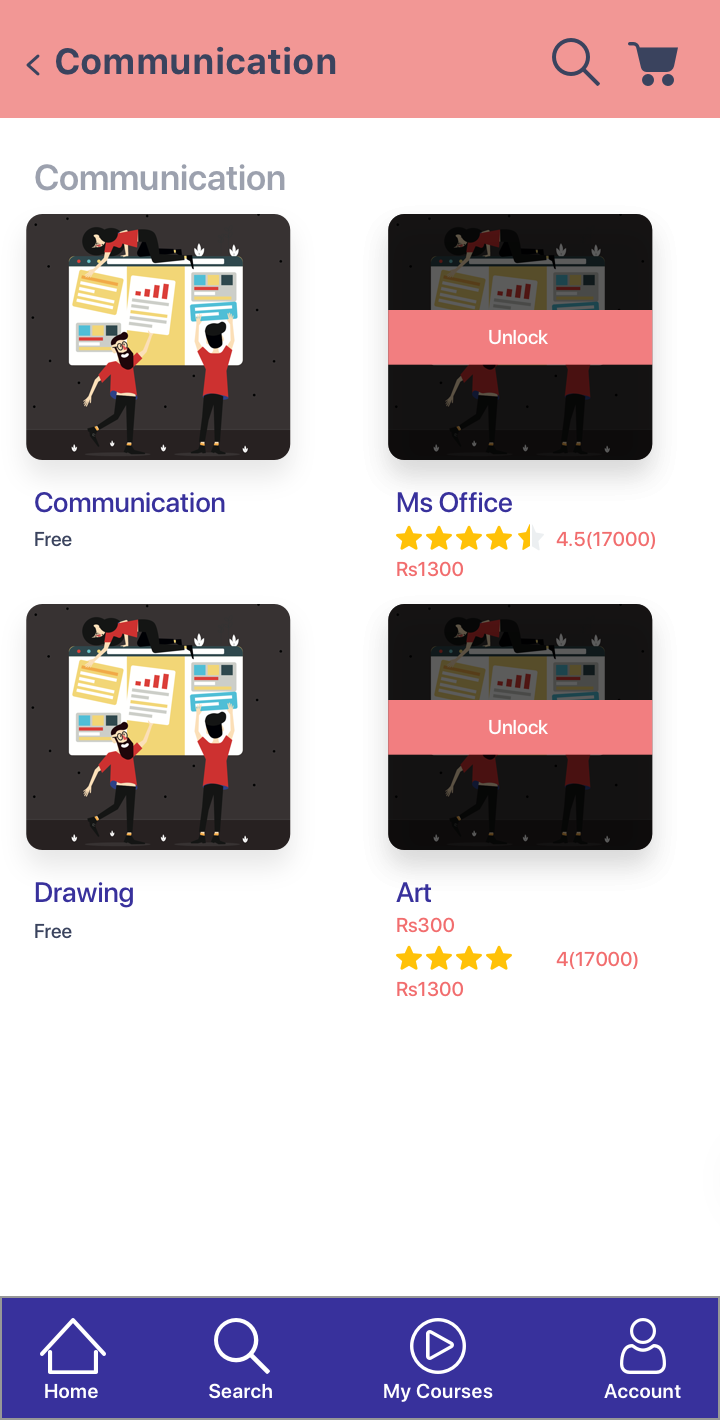 Communication
Communication
Unlock
Communication
Free
Ms Office
4.5(17000)
Rs1300
Unlock
Drawing
Free
Art
Rs300
4(17000)
Rs1300
Home
Search
My Courses
Account